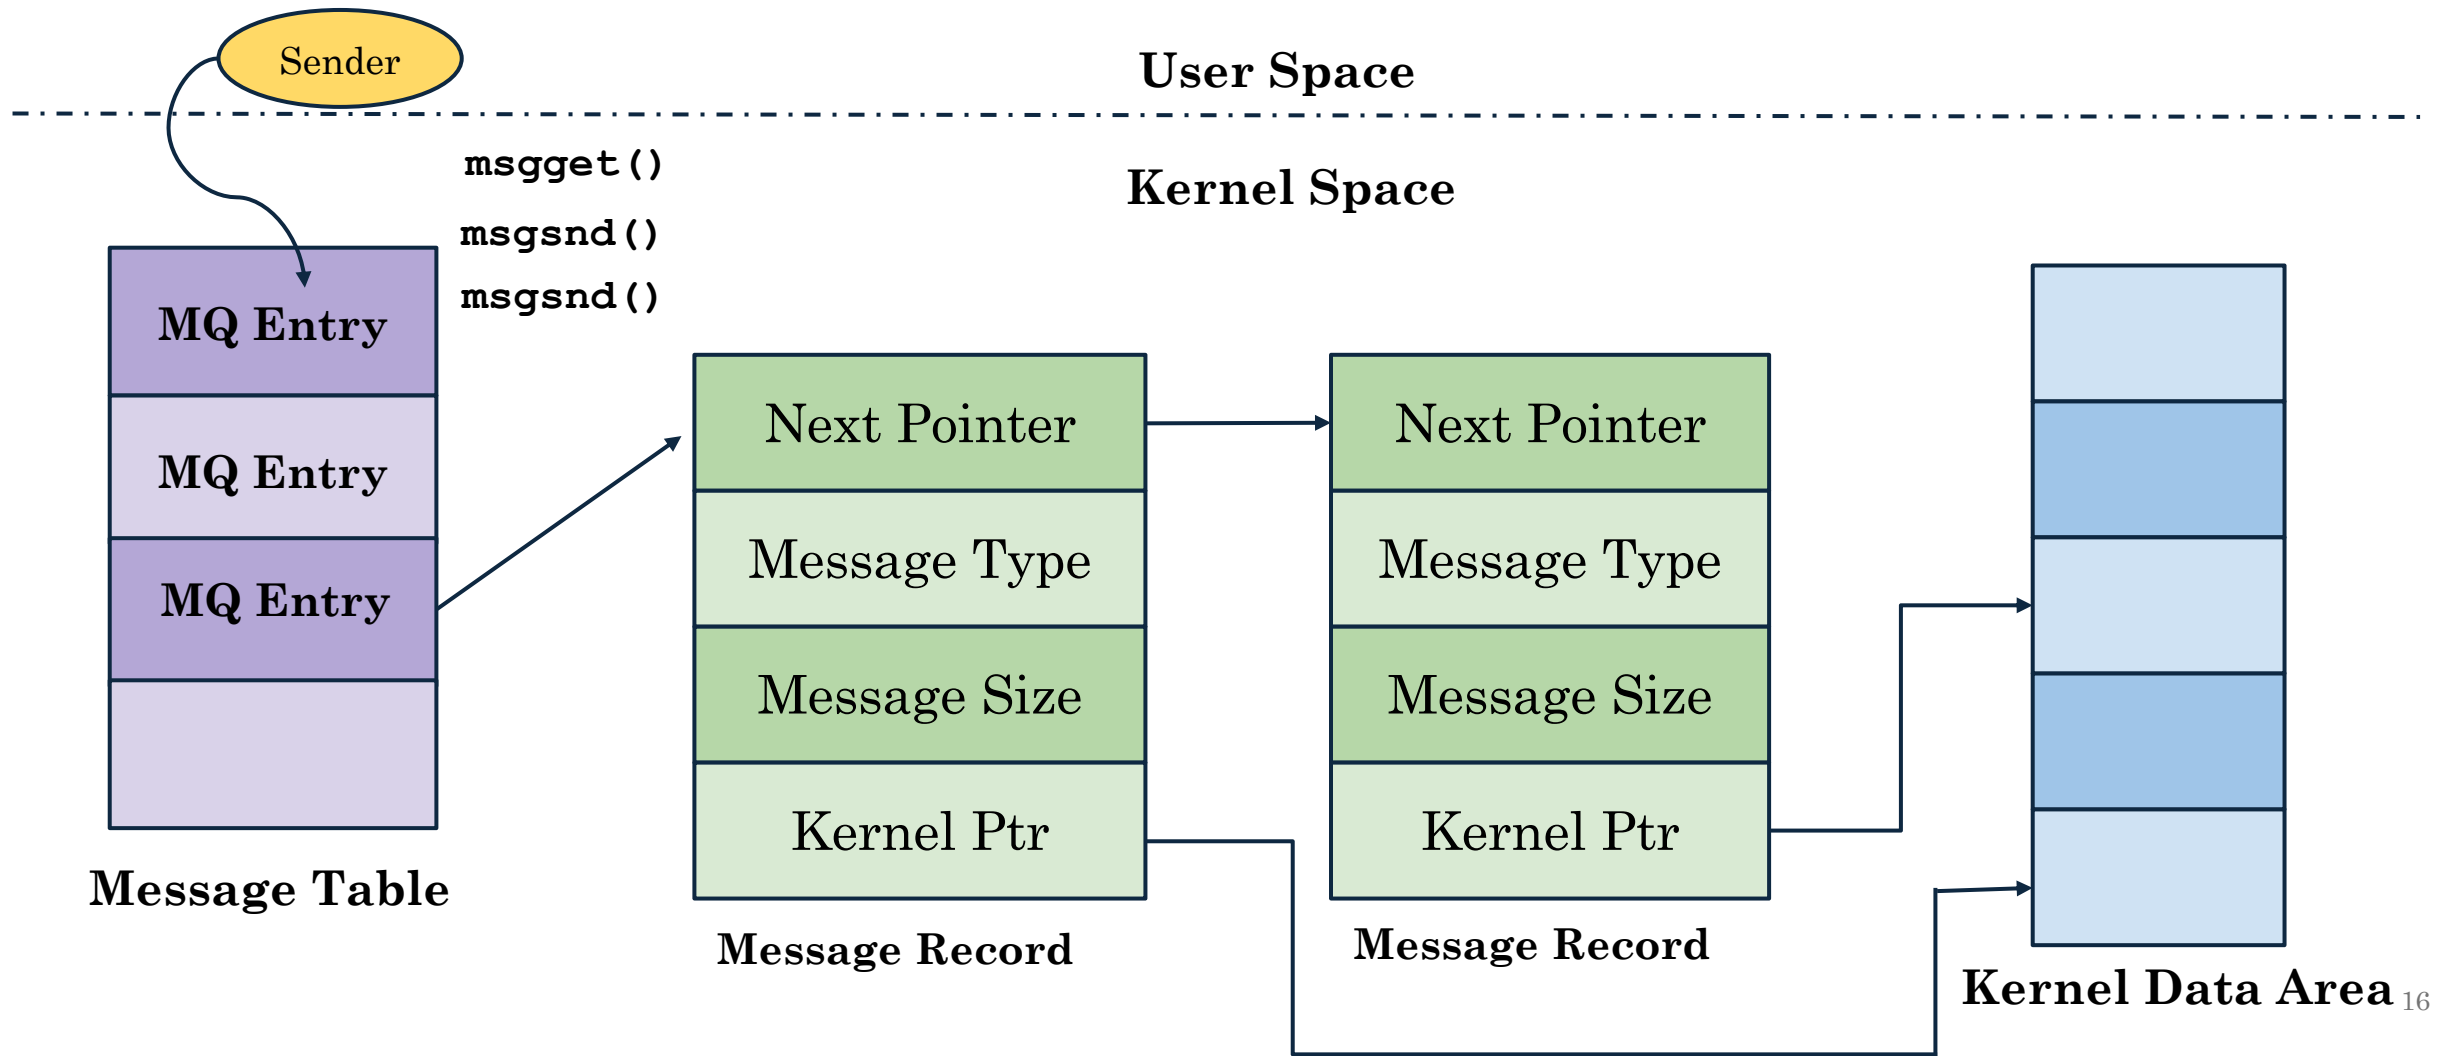 Sender
User Space
msgget()
Kernel Space
msgsnd()
msgsnd()
MQ Entry
MQ Entry
MQ Entry
Message Table
Next Pointer
Message Type
Message Size
Kernel Ptr
Message Record
Next Pointer
Message Type
Message Size
Kernel Ptr
Message Record
Kernel Data Area
16